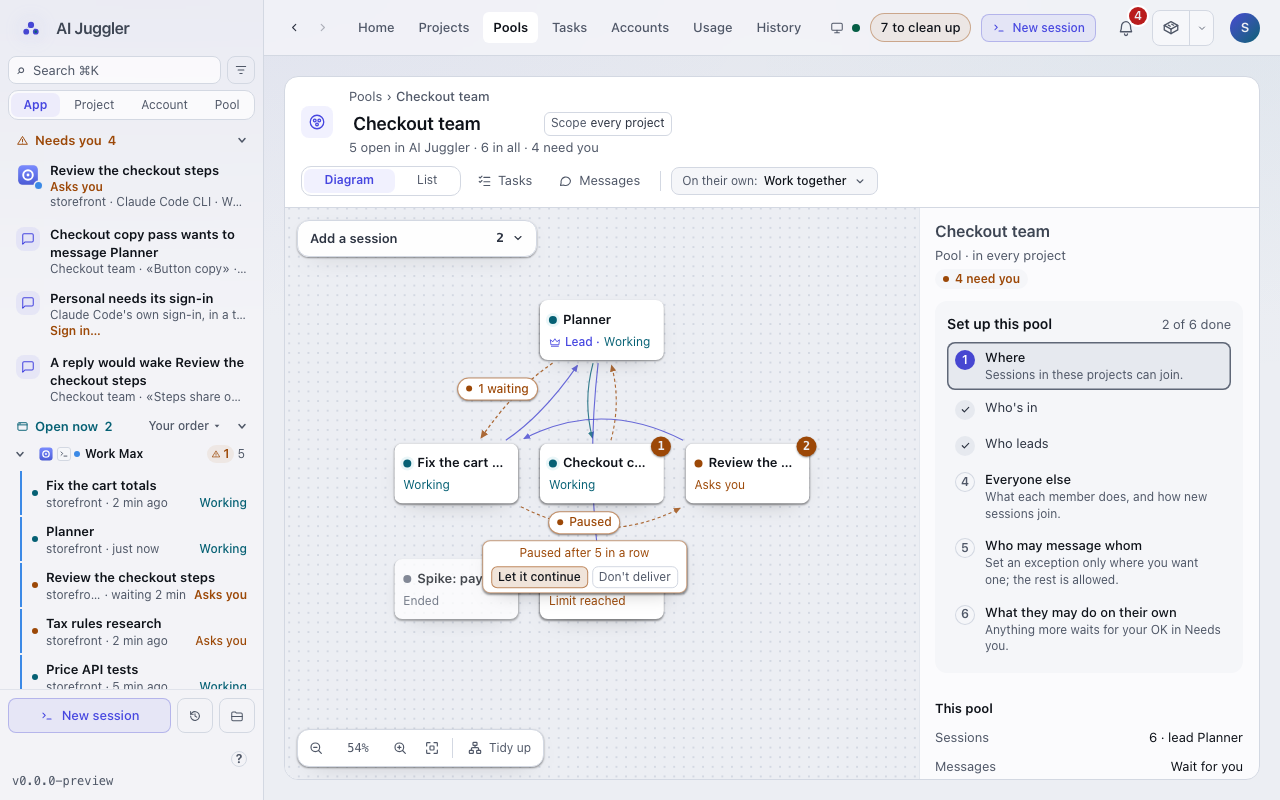 AI Juggler
Search ⌘K
App Project Account Pool
Needs you 4
Review the checkout steps
Asks you
storefront · Claude Code CLI · W...
Checkout copy pass wants to
message Planner
Checkout team · «Button copy» ·...
Personal needs its sign-in
Claude Code's own sign-in, in a t...
Sign in...
A reply would wake Review the
checkout steps
Checkout team · «Steps share o...
Open now 2 Your order
Work Max 1 5
Fix the cart totals
storefront · 2 min ago Working
Planner
storefront · just now Working
Review the checkout steps
storefro... · waiting 2 min Asks you
Tax rules research
storefront · 2 min ago Asks you
Price API tests
storefront · 5 min ago Working
New session
?
v0.0.0-preview
Home Projects Pools Tasks Accounts Usage History
7 to clean up
New session
4
S
Pools › Checkout team
Checkout team
Scope every project
5 open in AI Juggler · 6 in all · 4 need you
Diagram List Tasks Messages
On their own: Work together
Add a session 2
Planner
Lead · Working
1 waiting
Fix the cart ...
Working
1
Checkout c...
Working
2
Review the ...
Asks you
Paused
Paused after 5 in a row
Let it continue Don't deliver
Spike: pay
Ended
Limit reached
54% Tidy up
Checkout team
Pool · in every project
4 need you
Set up this pool 2 of 6 done
1 Where
Sessions in these projects can join.
Who's in
Who leads
4 Everyone else
What each member does, and how new
sessions join.
5 Who may message whom
Set an exception only where you want
one; the rest is allowed.
6 What they may do on their own
Anything more waits for your OK in Needs
you.
This pool
Sessions 6 · lead Planner
Messages Wait for you